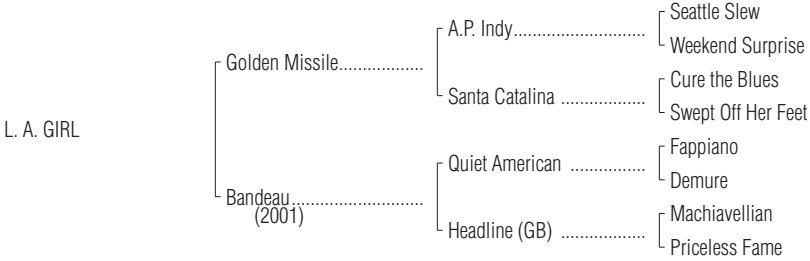 Seattle Slew
A.P. Indy............................
Weekend Surprise
Golden Missile..................
Cure the Blues
Santa Catalina ..................
Swept Off Her Feet
L. A. GIRL
Fappiano
Quiet American ................
Demure
Bandeau............................
(2001)
Machiavellian
Headline (GB) ..................
Priceless Fame